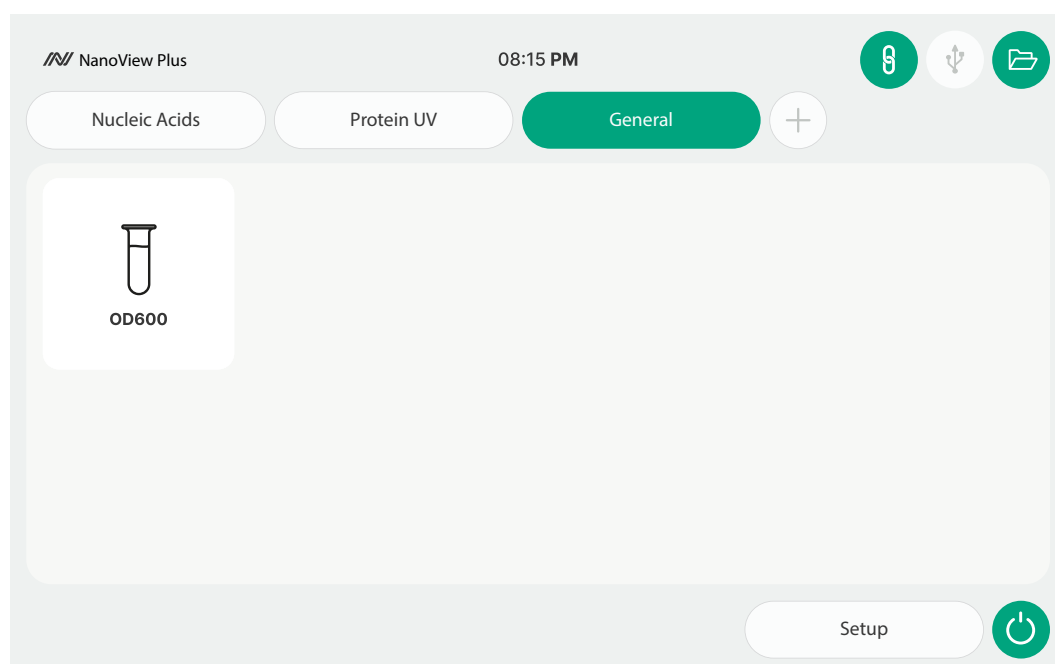 NanoView Plus
08:15 PM
Nucleic Acids
Protein UV
General
OD600
Setup